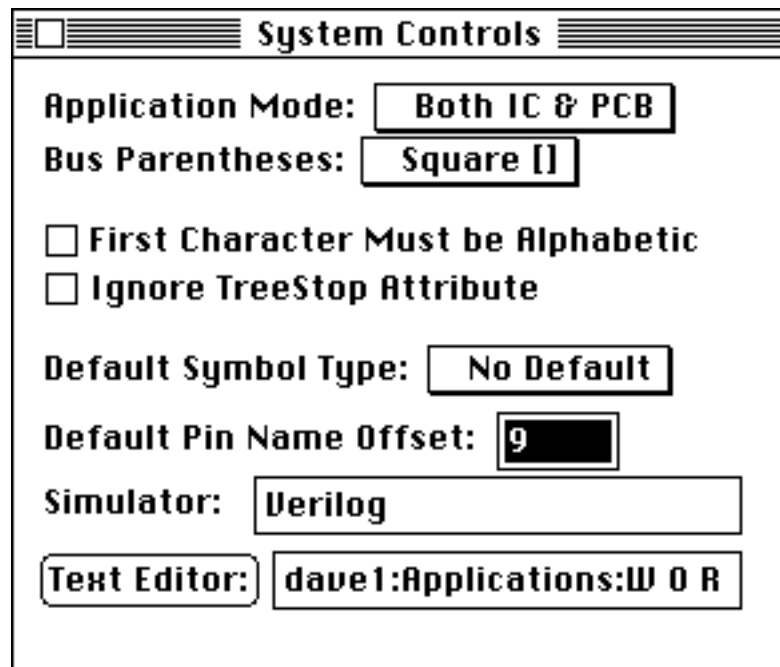 System Controls
Application Mode: Both IC & PCB
Bus Parentheses: Square []
First Character Must be Alphabetic
Ignore TreeStop Attribute
Default Symbol Type: No Default
Default Pin Name Offset: 9
Simulator: Verilog
Text Editor: dave1:Applications:W O R